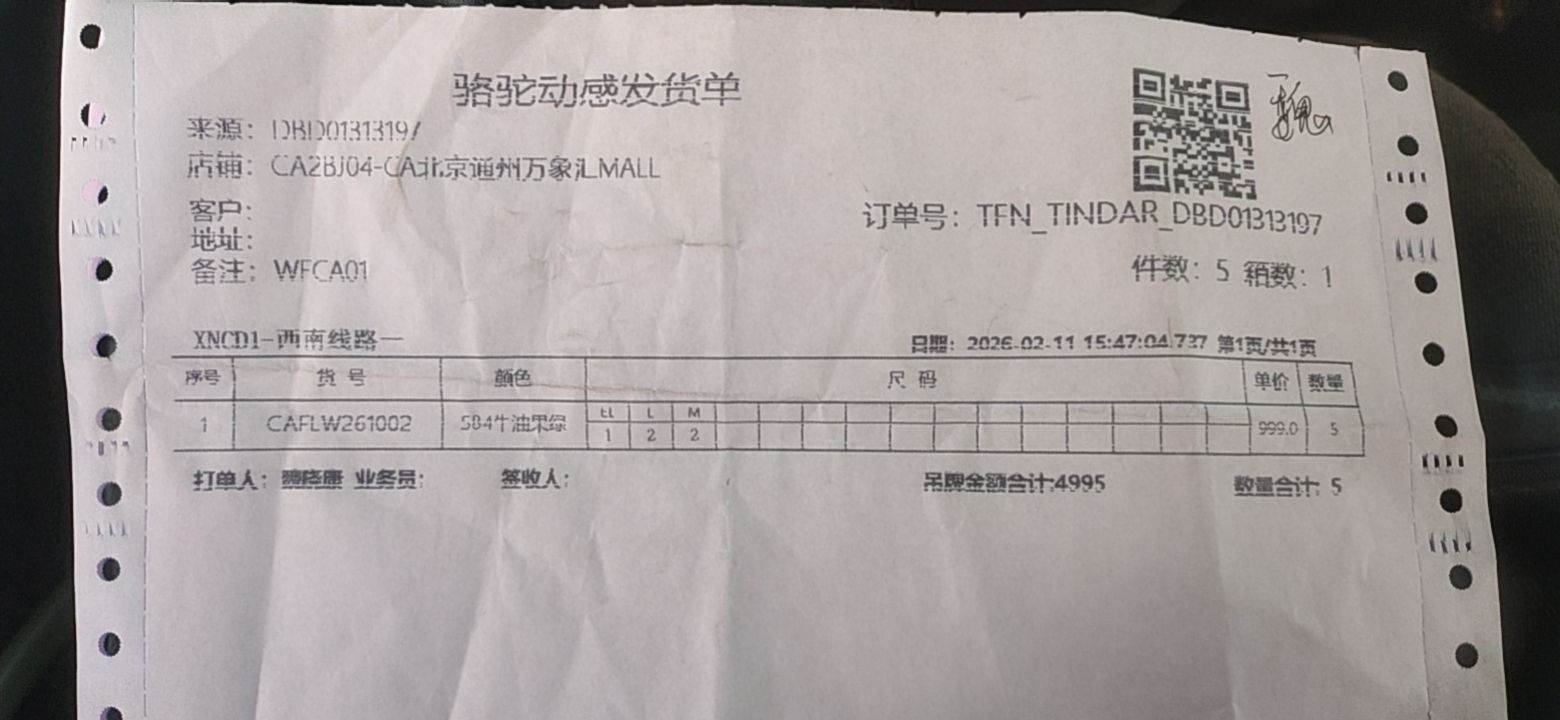 骆驼动感发货单
魏
来源: DBD01313197
店铺: CA2BJ04-CA北京通州万象汇MALL
客户:
订单号: TFN_TINDAR_DBD01313197
地址:
备注: WFCA01
件数: 5 箱数: 1
XNCD1-西南线路一
日期: 2026-02-11 15:47:04.737 第1页/共1页
序号 货 号 颜色 尺 码 单价 数量
LL L M
1 CAFLW261002 584牛油果绿 999.0 5
1 2 2
打单人: 晓康 业务员: 签收人: 吊牌金额合计:4995 数量合计: 5